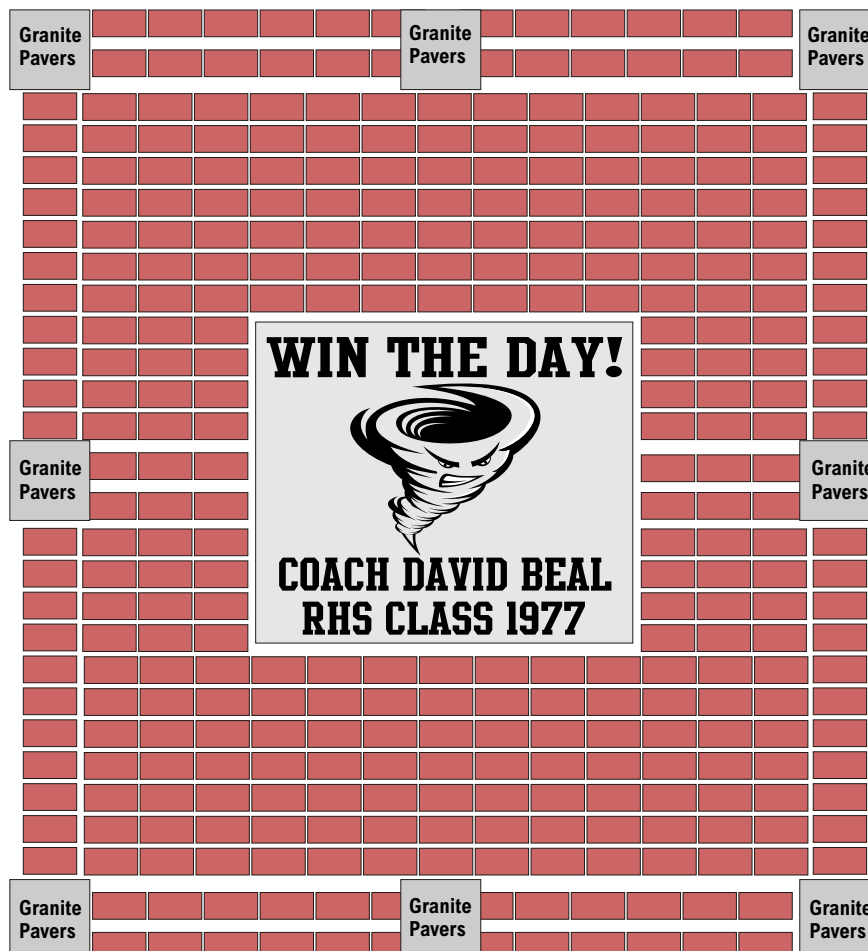 Granite
Pavers
Granite
Pavers
Granite
Pavers
WIN THE DAY!
Granite
Pavers
Granite
Pavers
COACH DAVID BEAL
RHS CLASS 1977
Granite
Pavers
Granite
Pavers
Granite
Pavers